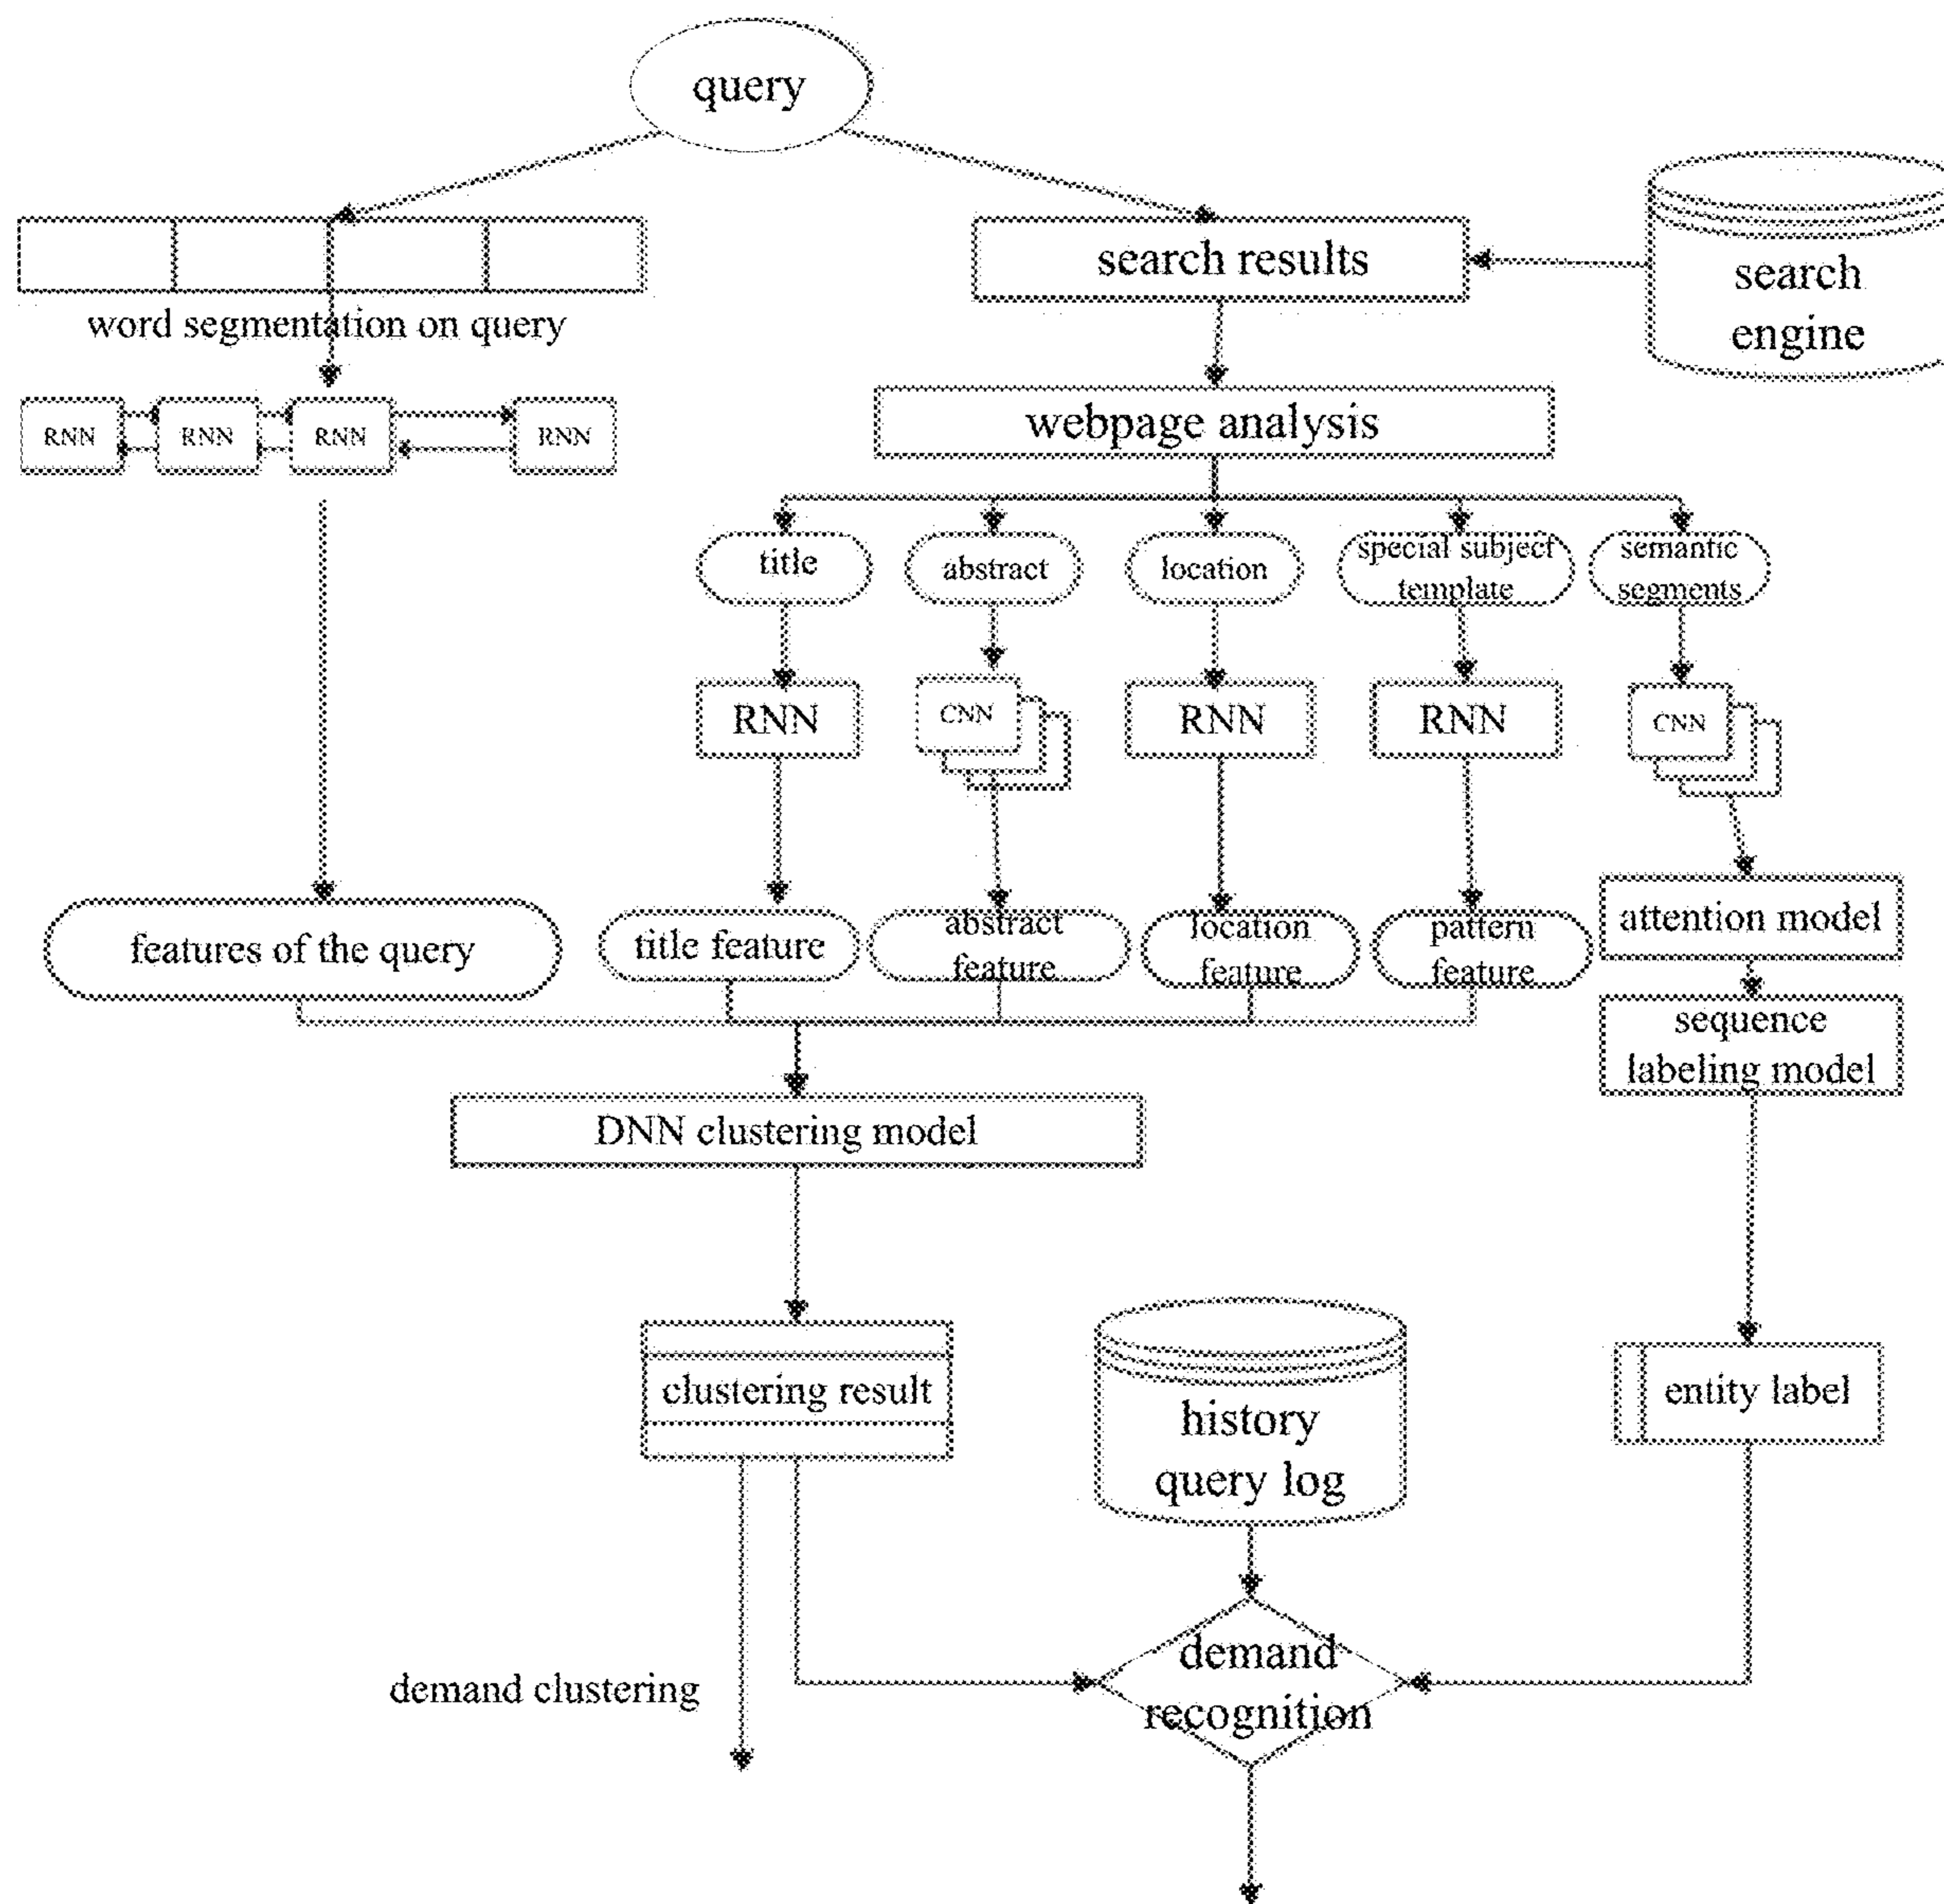 query
search results
search
engine
word segmentation on query
webpage analysis
RNN
RNN
RNN
RNN
title
abstract
location
special subject
template
semantic
segments
RNN
CNN
RNN
RNN
CNN
features of the query
title feature
abstract
feature
location
feature
pattern
feature
attention model
sequence
labeling model
DNN clustering model
clustering result
history
query log
entity label
demand clustering
demand
recognition